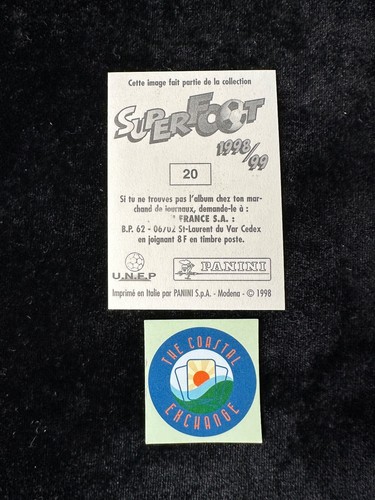 Cette image fait partie de la collection
SUPERFOOT
1998/99
20
Si tu ne trouves pas l'album chez ton mar-
chand de journaux, demande-le à :
FRANCE S.A. :
B.P. 62 - 06702 St-Laurent du Var Cedex
en joignant 8 F en timbre poste.
U.N.F.P
PANINI
Imprimé en Italie par PANINI S.p.A. - Modena - © 1998
THE COASTAL
EXCHANGE